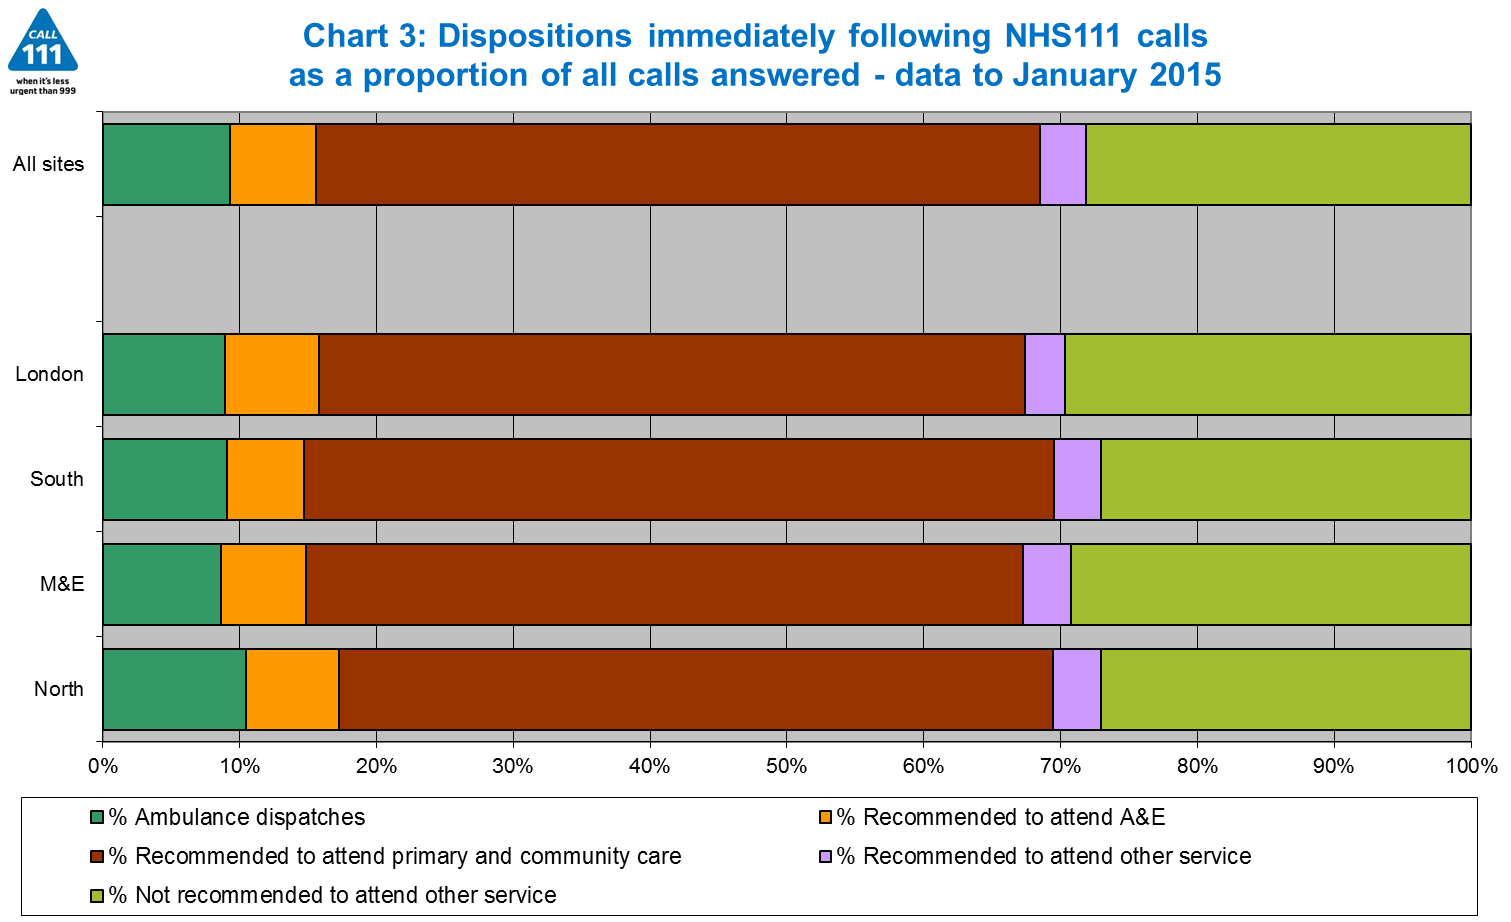 CALL
111
when it's less
urgent than 999
Chart 3: Dispositions immediately following NHS111 calls
as a proportion of all calls answered - data to January 2015
All sites
London
South
M&E
North
0% 10% 20% 30% 40% 50% 60% 70% 80% 90% 100%
% Ambulance dispatches
% Recommended to attend A&E
% Recommended to attend primary and community care
% Recommended to attend other service
% Not recommended to attend other service